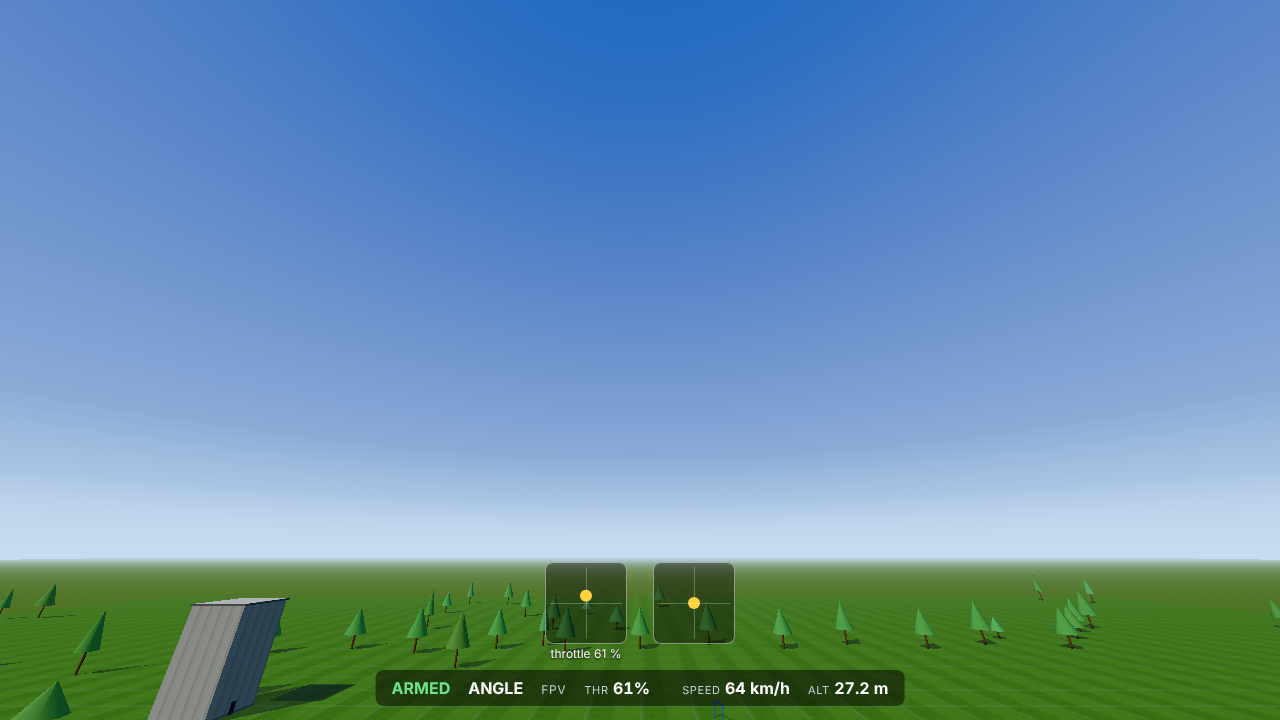 throttle 61 %
ARMED ANGLE FPV THR 61% SPEED 64 km/h ALT 27.2 m